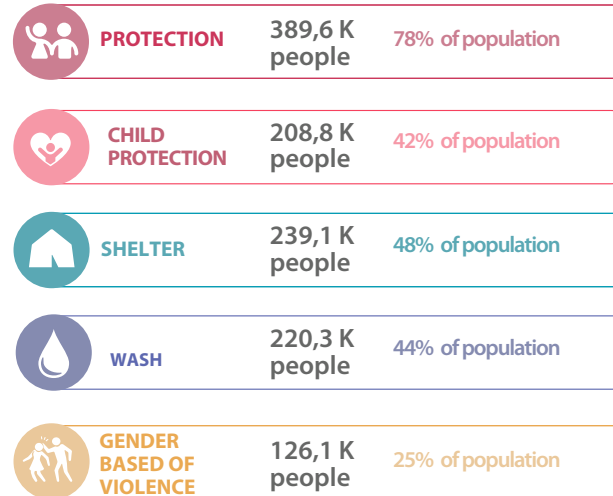 PROTECTION
389,6 K
people
78% of population
CHILD
PROTECTION
208,8 K
people
42% of population
SHELTER
239,1 K
people
48% of population
WASH
220,3 K
people
44% of population
GENDER
BASED OF
VIOLENCE
126,1 K
people
25% of population